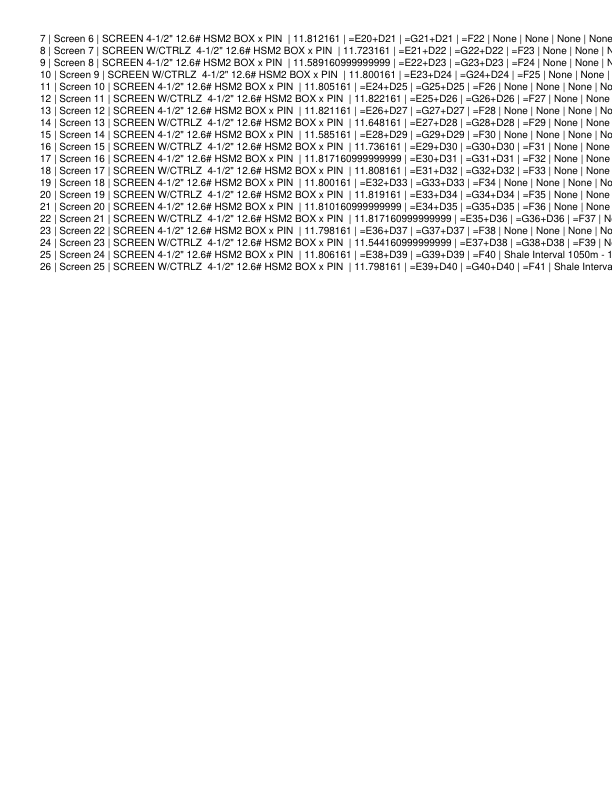 7 | Screen 6 | SCREEN 4-1/2" 12.6# HSM2 BOX x PIN  | 11.812161 | =E20+D21 | =G21+D21 | =F22 | None | None | None | None
8 | Screen 7 | SCREEN W/CTRLZ  4-1/2" 12.6# HSM2 BOX x PIN  | 11.723161 | =E21+D22 | =G22+D22 | =F23 | None | None | None
9 | Screen 8 | SCREEN 4-1/2" 12.6# HSM2 BOX x PIN  | 11.589160999999999 | =E22+D23 | =G23+D23 | =F24 | None | None | None
10 | Screen 9 | SCREEN W/CTRLZ  4-1/2" 12.6# HSM2 BOX x PIN  | 11.800161 | =E23+D24 | =G24+D24 | =F25 | None | None | None |
11 | Screen 10 | SCREEN 4-1/2" 12.6# HSM2 BOX x PIN  | 11.805161 | =E24+D25 | =G25+D25 | =F26 | None | None | None | No
12 | Screen 11 | SCREEN W/CTRLZ  4-1/2" 12.6# HSM2 BOX x PIN  | 11.822161 | =E25+D26 | =G26+D26 | =F27 | None | None | None
13 | Screen 12 | SCREEN 4-1/2" 12.6# HSM2 BOX x PIN  | 11.821161 | =E26+D27 | =G27+D27 | =F28 | None | None | None | No
14 | Screen 13 | SCREEN W/CTRLZ  4-1/2" 12.6# HSM2 BOX x PIN  | 11.648161 | =E27+D28 | =G28+D28 | =F29 | None | None | None
15 | Screen 14 | SCREEN 4-1/2" 12.6# HSM2 BOX x PIN  | 11.585161 | =E28+D29 | =G29+D29 | =F30 | None | None | None | No
16 | Screen 15 | SCREEN W/CTRLZ  4-1/2" 12.6# HSM2 BOX x PIN  | 11.736161 | =E29+D30 | =G30+D30 | =F31 | None | None | None
17 | Screen 16 | SCREEN 4-1/2" 12.6# HSM2 BOX x PIN  | 11.817160999999999 | =E30+D31 | =G31+D31 | =F32 | None | None | None
18 | Screen 17 | SCREEN W/CTRLZ  4-1/2" 12.6# HSM2 BOX x PIN  | 11.808161 | =E31+D32 | =G32+D32 | =F33 | None | None | None
19 | Screen 18 | SCREEN 4-1/2" 12.6# HSM2 BOX x PIN  | 11.800161 | =E32+D33 | =G33+D33 | =F34 | None | None | None | No
20 | Screen 19 | SCREEN W/CTRLZ  4-1/2" 12.6# HSM2 BOX x PIN  | 11.819161 | =E33+D34 | =G34+D34 | =F35 | None | None | None
21 | Screen 20 | SCREEN 4-1/2" 12.6# HSM2 BOX x PIN  | 11.810160999999999 | =E34+D35 | =G35+D35 | =F36 | None | None | None
22 | Screen 21 | SCREEN W/CTRLZ  4-1/2" 12.6# HSM2 BOX x PIN  | 11.817160999999999 | =E35+D36 | =G36+D36 | =F37 | N
23 | Screen 22 | SCREEN 4-1/2" 12.6# HSM2 BOX x PIN  | 11.798161 | =E36+D37 | =G37+D37 | =F38 | None | None | None | No
24 | Screen 23 | SCREEN W/CTRLZ  4-1/2" 12.6# HSM2 BOX x PIN  | 11.544160999999999 | =E37+D38 | =G38+D38 | =F39 | N
25 | Screen 24 | SCREEN 4-1/2" 12.6# HSM2 BOX x PIN  | 11.806161 | =E38+D39 | =G39+D39 | =F40 | Shale Interval 1050m - 1
26 | Screen 25 | SCREEN W/CTRLZ  4-1/2" 12.6# HSM2 BOX x PIN  | 11.798161 | =E39+D40 | =G40+D40 | =F41 | Shale Interva